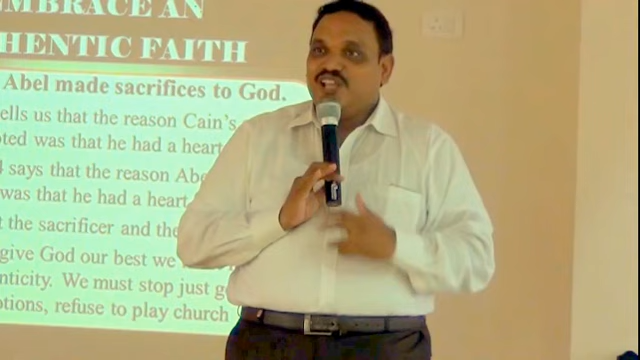 EMBRACE AN
HENTIC FAITH
Abel made sacrifices to God.
ells us that the reason Cain's
oted was that he had a heart
says that the reason Abe
was that he had a heart
t the sacrificer and the
give God our best we
nticity. We must stop just g
otions, refuse to play church